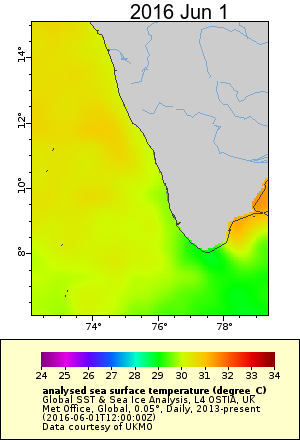 2016 Jun 1
14°
12°
10°
8°
74° 76° 78°
24 25 26 27 28 29 30 31 32 33 34
analysed sea surface temperature (degree_C)
Global SST & Sea Ice Analysis, L4 OSTIA, UK
Met Office, Global, 0.05°, Daily, 2013-present
(2016-06-01T12:00:00Z)
Data courtesy of UKMO